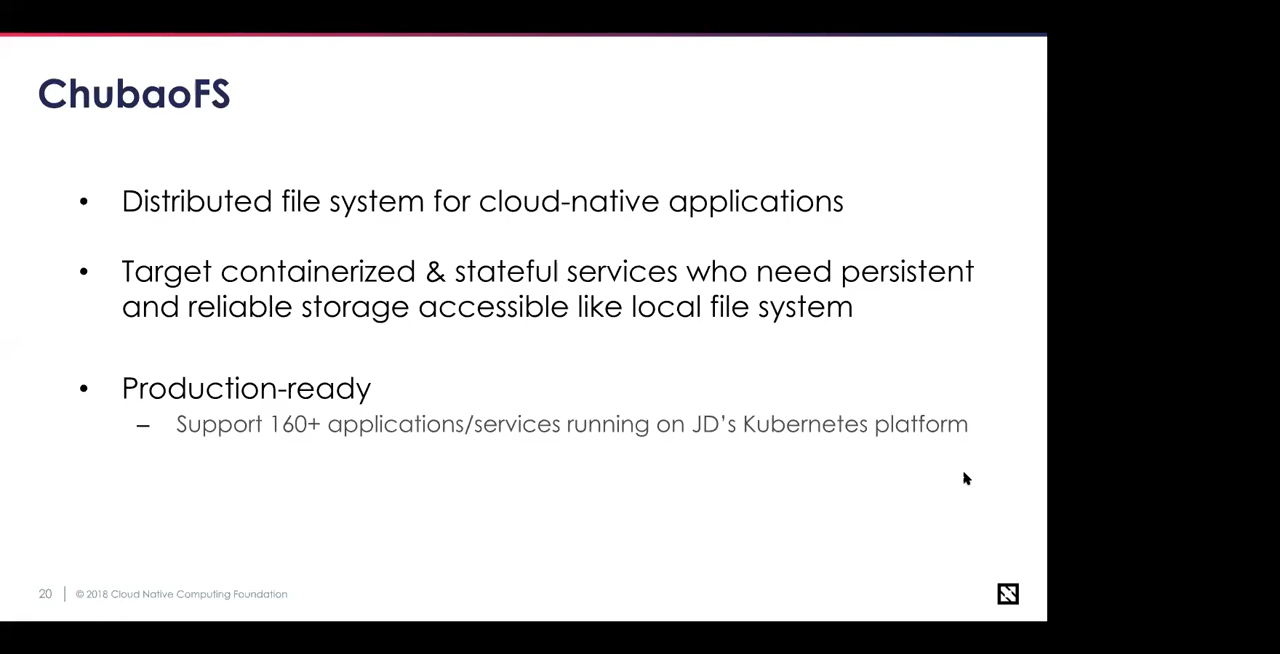 ChubaoFS
• Distributed file system for cloud-native applications
• Target containerized & stateful services who need persistent
and reliable storage accessible like local file system
• Production-ready
– Support 160+ applications/services running on JD’s Kubernetes platform
20 | © 2018 Cloud Native Computing Foundation